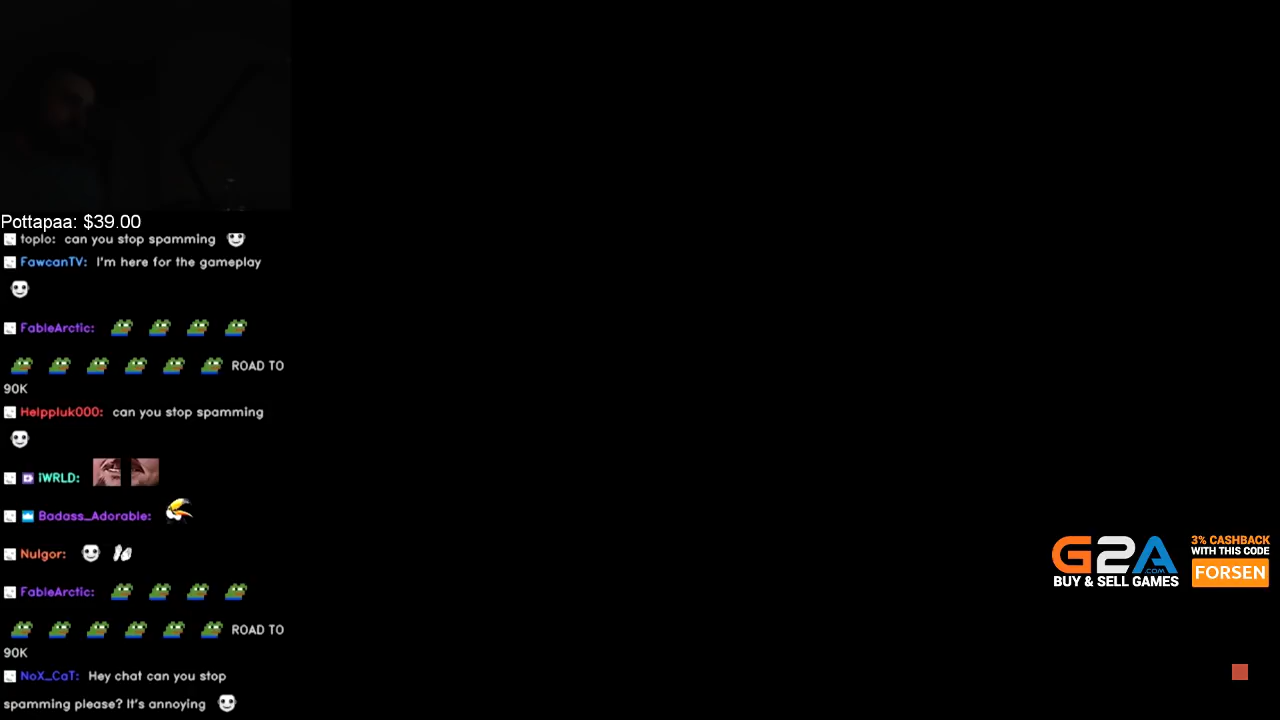 Pottapaa: $39.00
toplo: can you stop spamming
FawcanTV: I'm here for the gameplay
FableArctic:
ROAD TO
90K
Helppluk000: can you stop spamming
iWRLD:
Badass_Adorable:
Nulgor:
FableArctic:
ROAD TO
90K
NoX_CaT: Hey chat can you stop
spamming please? It's annoying
G2A.COM
BUY & SELL GAMES
3% CASHBACK
WITH THIS CODE
FORSEN